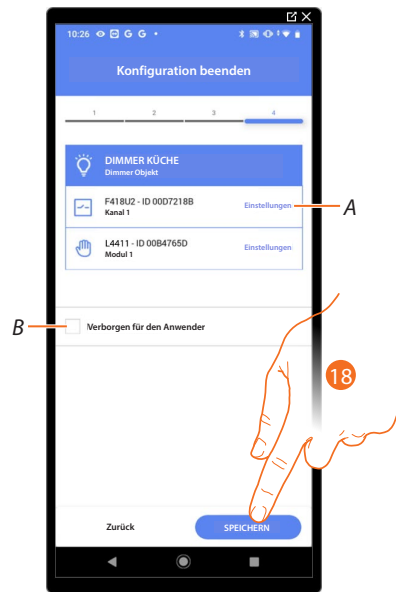 10:26 G G
Konfiguration beenden
1 2 3 4
DIMMER KÜCHE
Dimmer Objekt
F418U2 - ID 00D7218B
Kanal 1
Einstellungen
A
L4411 - ID 00B4765D
Modul 1
Einstellungen
B
Verborgen für den Anwender
18
Zurück
SPEICHERN